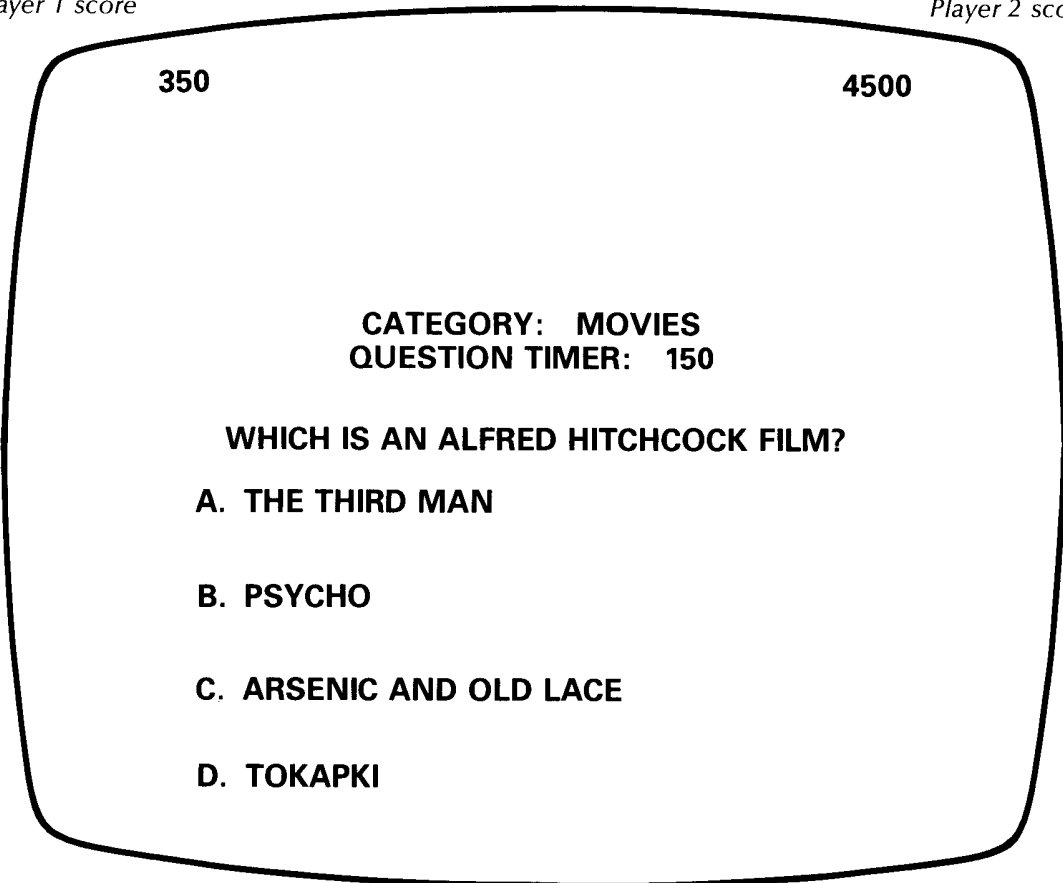 ayer 1 score
Player 2 sco
350
4500
CATEGORY: MOVIES
QUESTION TIMER: 150
WHICH IS AN ALFRED HITCHCOCK FILM?
A. THE THIRD MAN
B. PSYCHO
C. ARSENIC AND OLD LACE
D. TOKAPKI